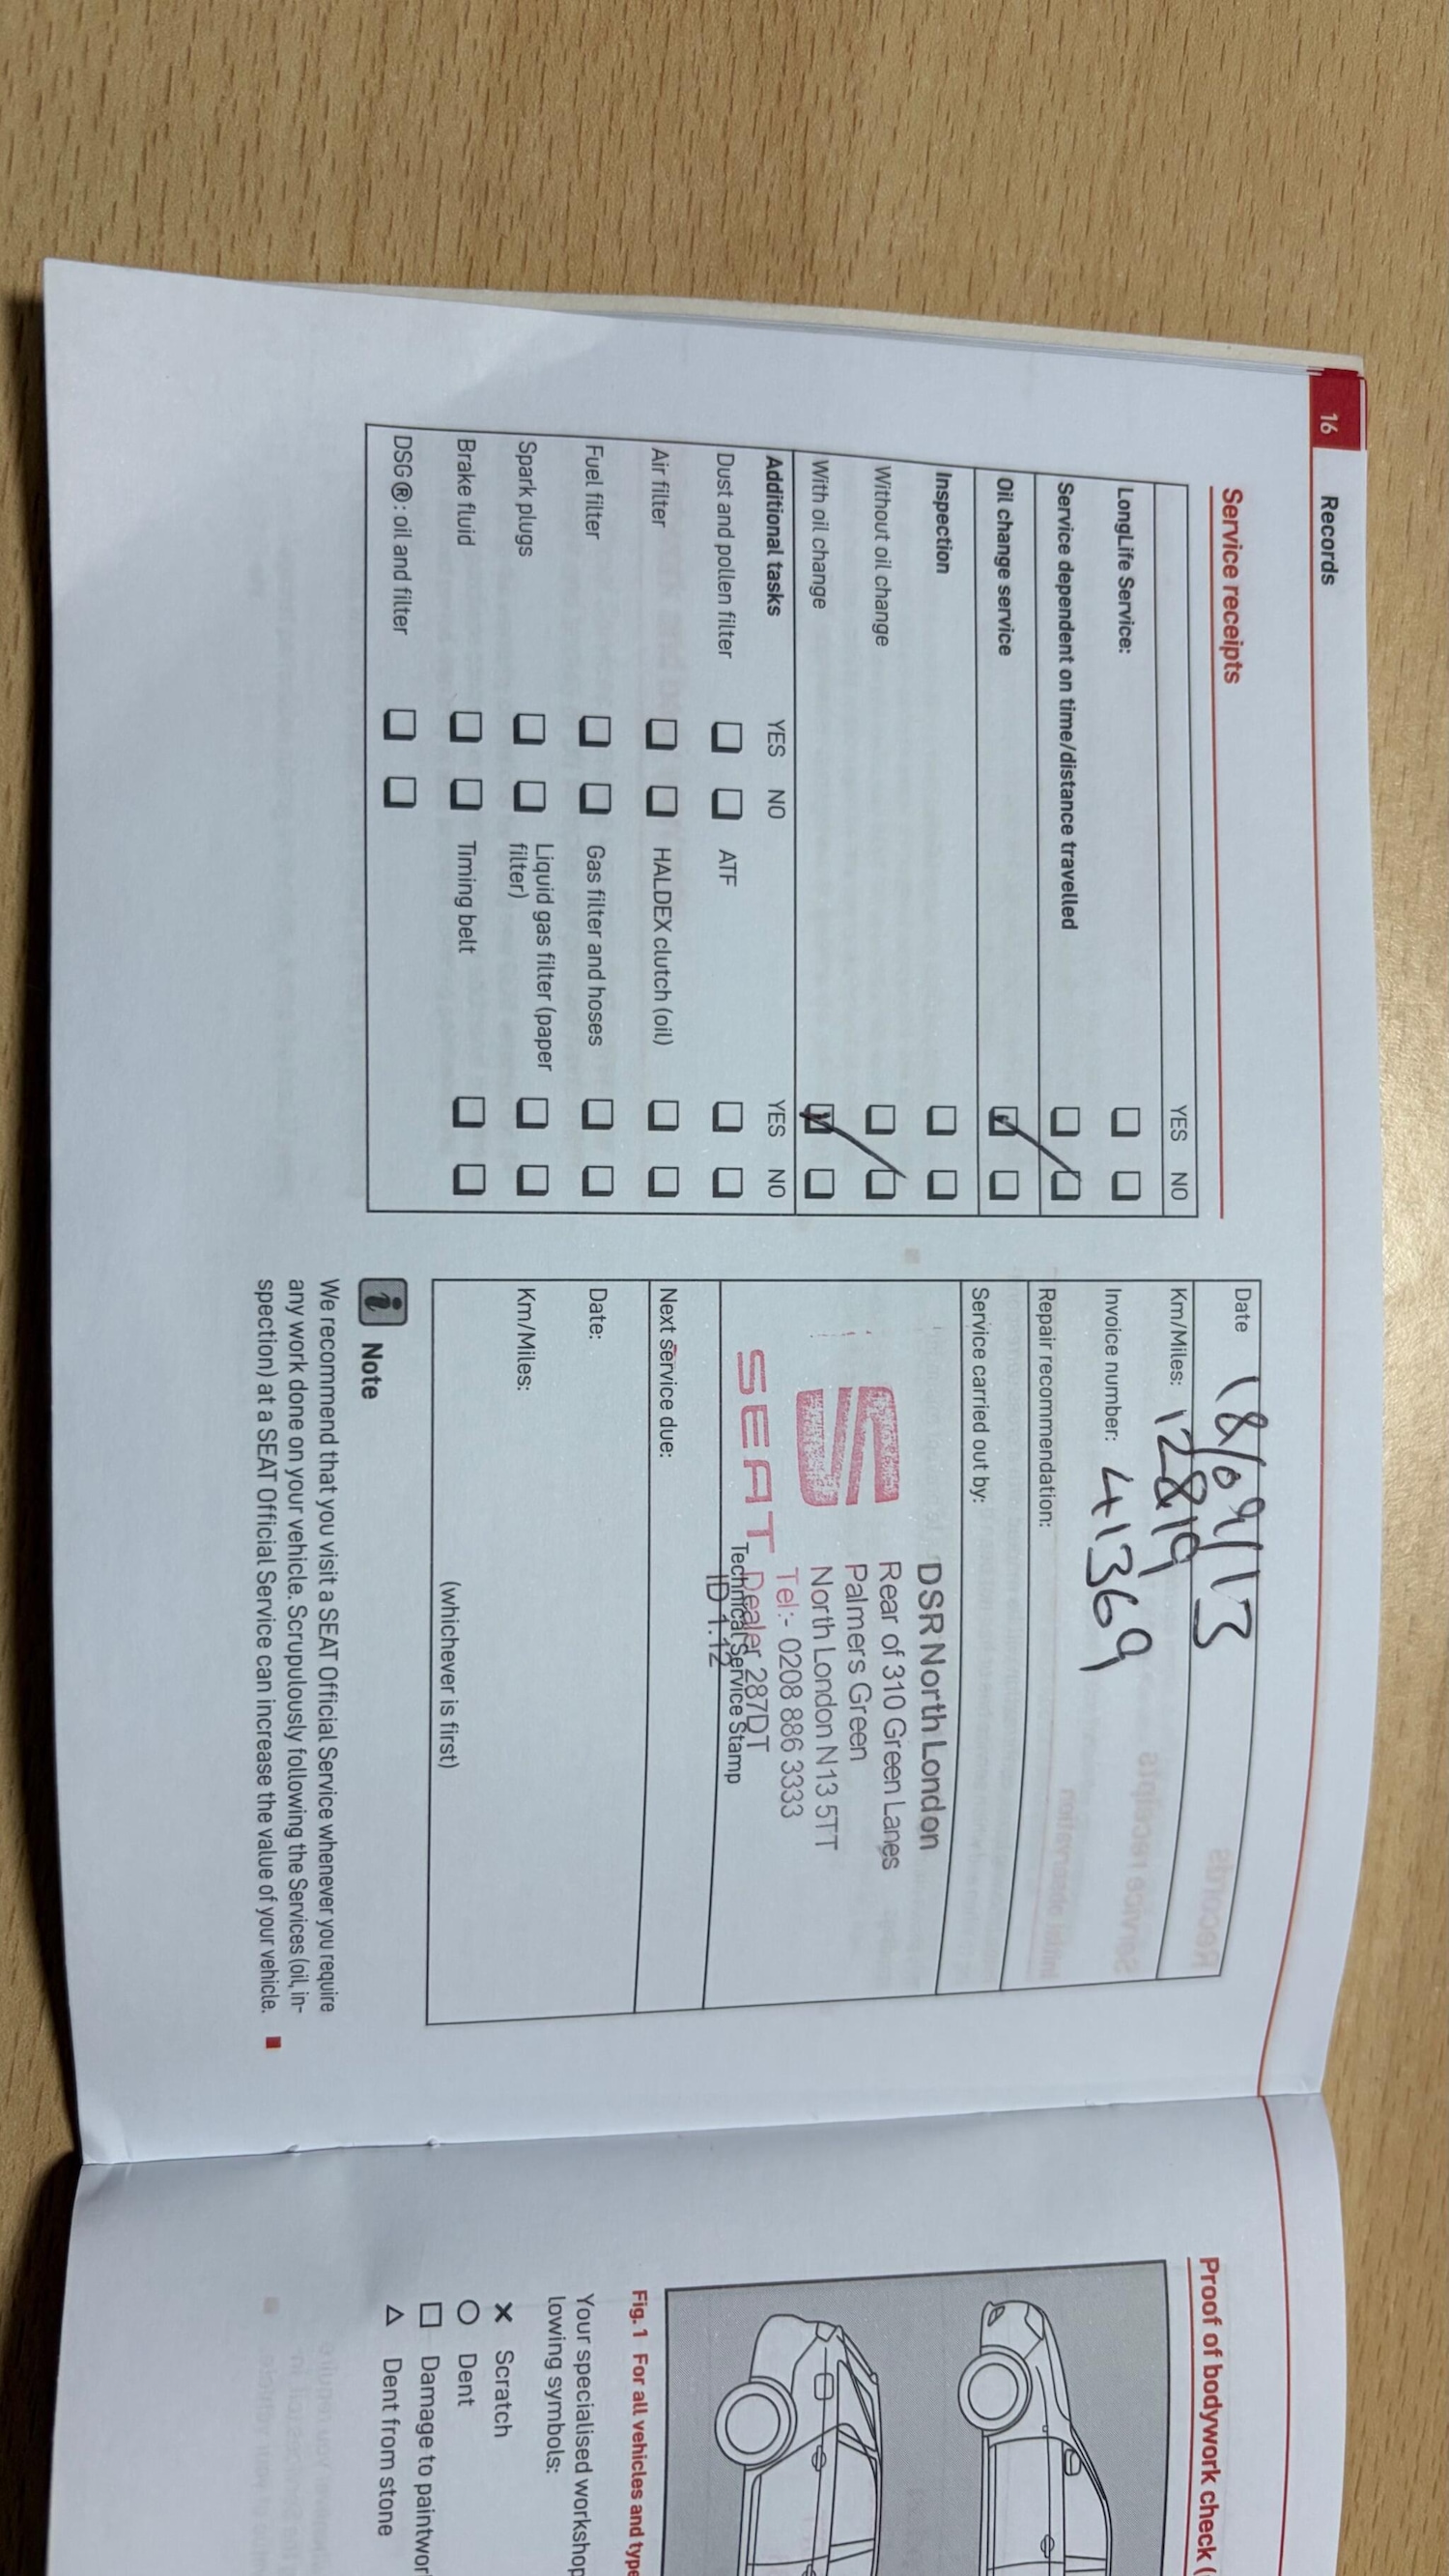 16 Records
Service receipts
YES NO
LongLife Service: ☐ ☐
Service dependent on time/distance travelled ☐ ☐
Oil change service ☑ ☐
Inspection ☐ ☐
Without oil change ☐ ☐
With oil change ☑ ☐
Additional tasks YES NO YES NO
Dust and pollen filter ☐ ☐ ATF ☐ ☐
Air filter ☐ ☐ HALDEX clutch (oil) ☐ ☐
Fuel filter ☐ ☐ Gas filter and hoses ☐ ☐
Spark plugs ☐ ☐ Liquid gas filter (paper
filter) ☐ ☐
Brake fluid ☐ ☐ Timing belt ☐ ☐
DSG®: oil and filter ☐ ☐
Date 18/09/13
Km/Miles: 12819
Invoice number: 41369
Repair recommendation:
Service carried out by:
DSR North London
Rear of 310 Green Lanes
Palmers Green
North London N13 5TT
Tel:- 0208 886 3333
SEAT Dealer 287DT
Technical Service Stamp
ID 1.12
Next service due:
Date:
Km/Miles:
(whichever is first)
i Note
We recommend that you visit a SEAT Official Service whenever you require
any work done on your vehicle. Scrupulously following the Services (oil, in-
spection) at a SEAT Official Service can increase the value of your vehicle.
Proof of bodywork check (
Fig. 1 For all vehicles and type
Your specialised workshop
lowing symbols:
× Scratch
○ Dent
□ Damage to paintwor
△ Dent from stone